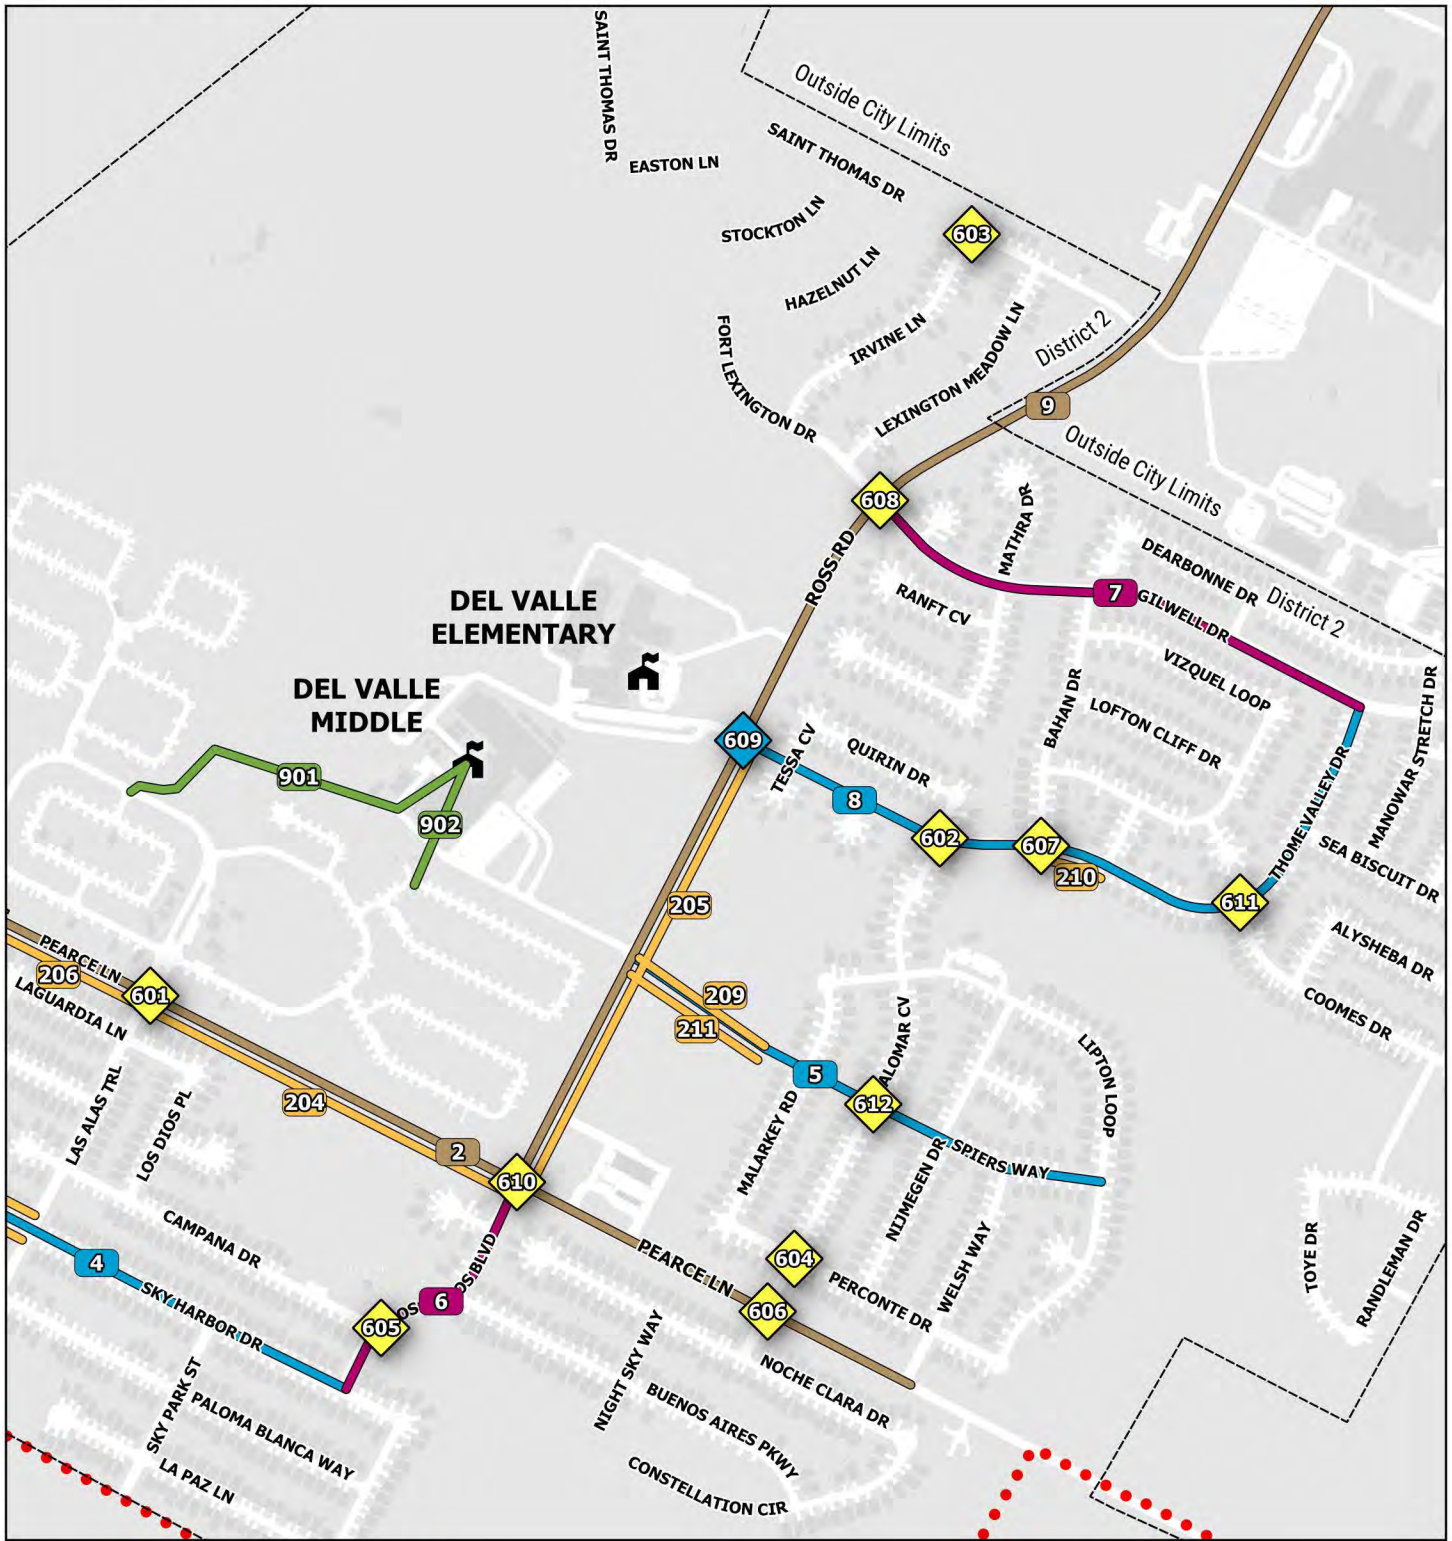 SAINT THOMAS DR
Outside City Limits
SAINT THOMAS DR
EASTON LN
STOCKTON LN
603
HAZELNUT LN
IRVINE LN
FORT LEXINGTON DR
LEXINGTON MEADOW LN
District 2
9
Outside City Limits
608
MATHRA DR
ROSS RD
DEARBONNE DR
District 2
7
GILWELL DR
RANFT CV
DEL VALLE
ELEMENTARY
DEL VALLE
MIDDLE
VIZQUEL LOOP
BAHAN DR
LOFTON CLIFF DR
MANOWAR STRETCH DR
609
TESSA CV
QUIRIN DR
901
8
902
602
607
210
THOME VALLEY DR
SEA BISCUIT DR
611
205
ALYSHEBA DR
PEARCE LN
206
601
LAGUARDIA LN
209
211
COOMES DR
ALOMAR CV
LIPTON LOOP
5
612
LAS ALAS TRL
LOS DIOS PL
204
2
MALARKEY RD
SPIERS WAY
NIJMEGEN DR
610
CAMPANA DR
OS BLVD
OS
PEARCE LN
604
WELSH WAY
TOYE DR
RANDLEMAN DR
4
SKY HARBOR DR
6
605
606
PERCONTE DR
NIGHT SKY WAY
NOCHE CLARA DR
SKY PARK ST
PALOMA BLANCA WAY
BUENOS AIRES PKWY
LA PAZ LN
CONSTELLATION CIR